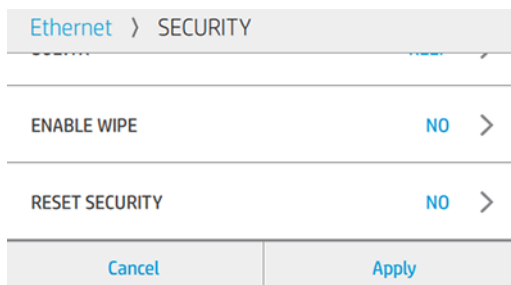 Ethernet 〉 SECURITY
ENABLE WIPE NO
RESET SECURITY NO
Cancel Apply